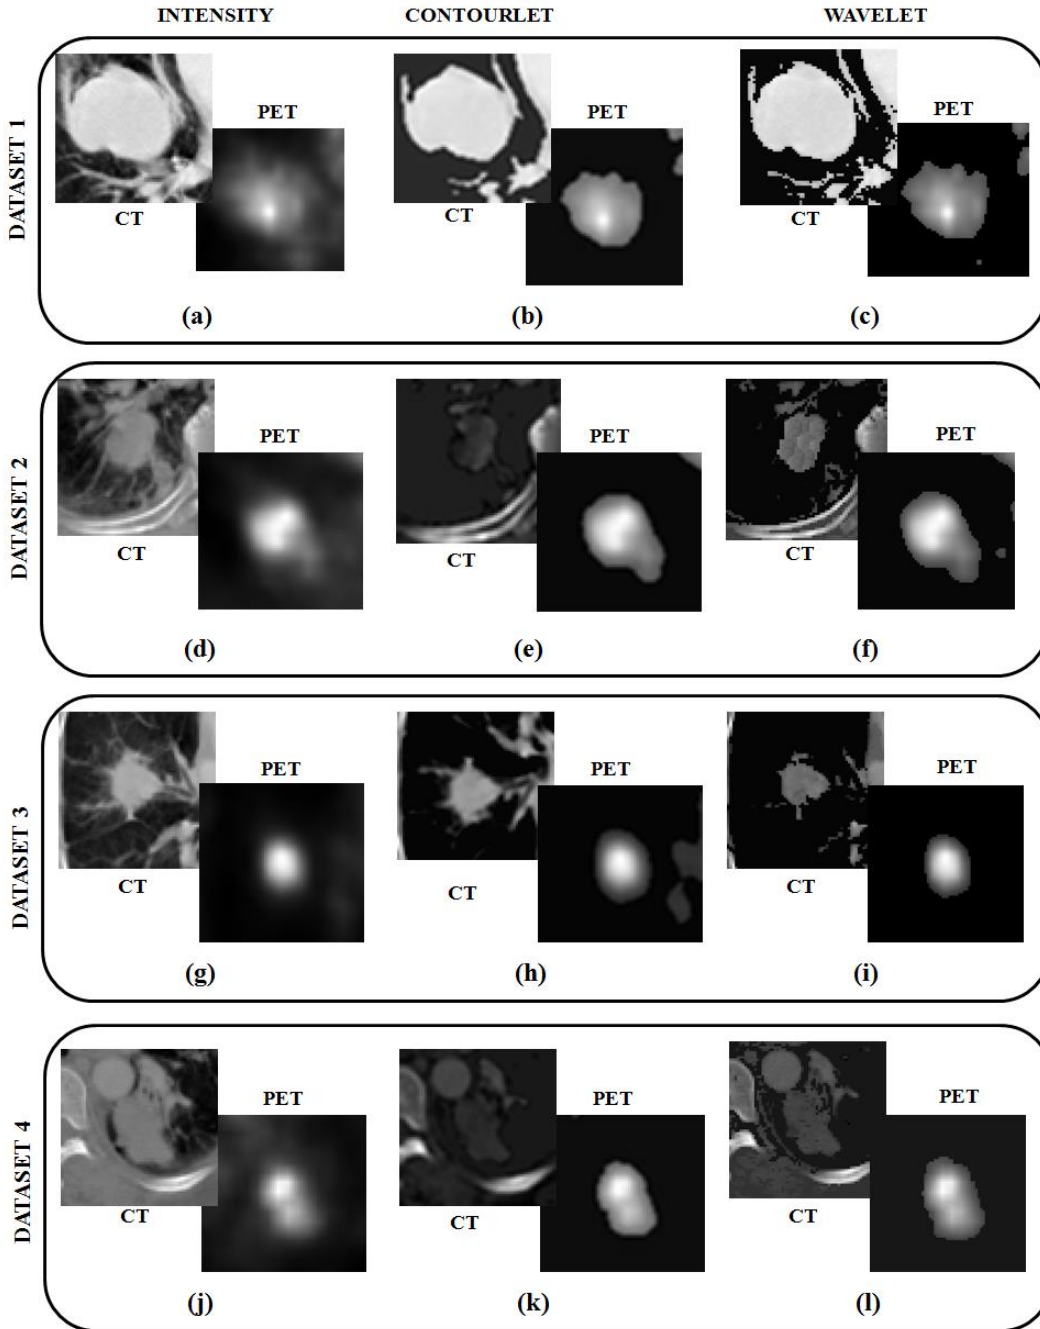 INTENSITY CONTOURLET WAVELET
DATASET 1
PET PET PET
CT CT CT
(a) (b) (c)
DATASET 2
PET PET PET
CT CT CT
(d) (e) (f)
DATASET 3
PET PET PET
CT CT CT
(g) (h) (i)
DATASET 4
PET PET PET
CT CT CT
(j) (k) (l)